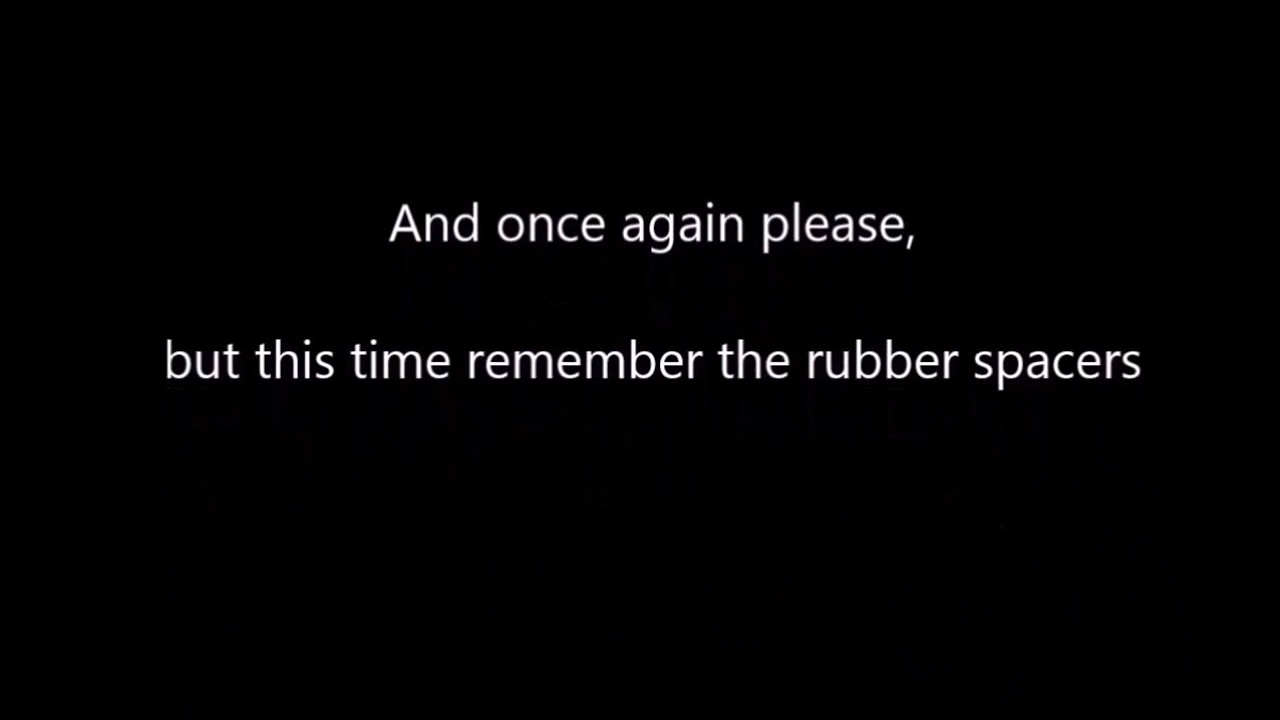 And once again please,
but this time remember the rubber spacers